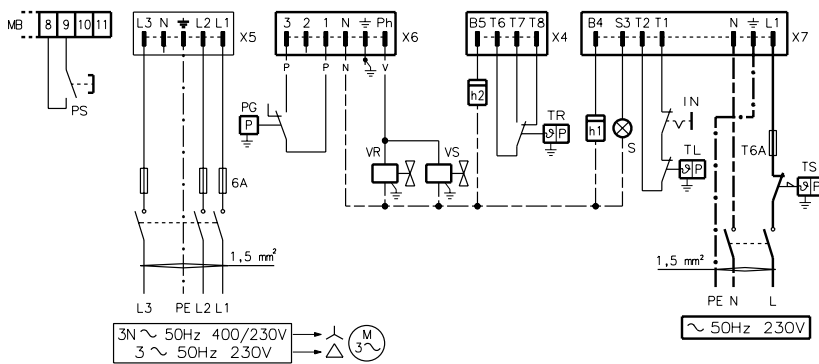 MB 8 9 10 11
L3 N L2 L1 X5
3 2 1 N Ph X6
B5 T6 T7 T8 X4
B4 S3 T2 T1 N L1 X7
P P N V
PS
PG P
h2
TR ϑ P
h1
S
IN
TL ϑ P
T6A
TS ϑ P
VR VS
6A
1,5 mm²
1,5 mm²
L3 PE L2 L1
PE N L
3N ~ 50Hz 400/230V
3 ~ 50Hz 230V
M
3~
~ 50Hz 230V